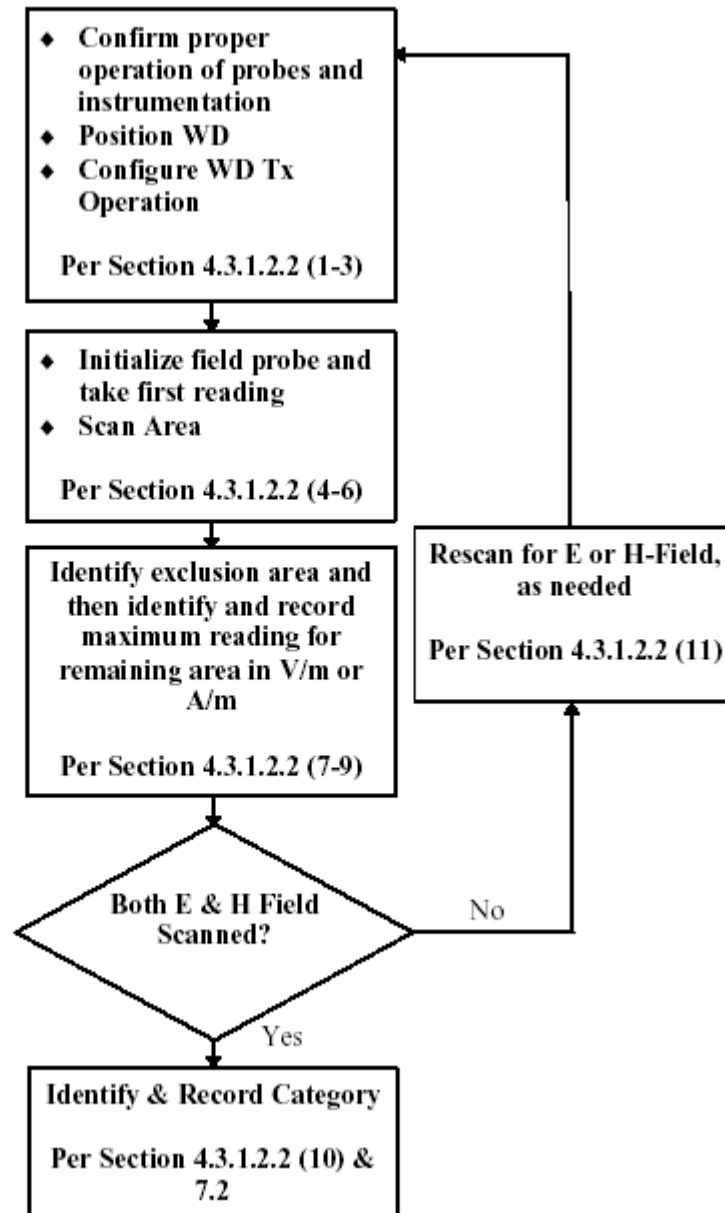 ◆ Confirm proper
operation of probes and
instrumentation
◆ Position WD
◆ Configure WD Tx
Operation
Per Section 4.3.1.2.2 (1-3)
◆ Initialize field probe and
take first reading
◆ Scan Area
Per Section 4.3.1.2.2 (4-6)
Identify exclusion area and
then identify and record
maximum reading for
remaining area in V/m or
A/m
Per Section 4.3.1.2.2 (7-9)
Rescan for E or H-Field,
as needed
Per Section 4.3.1.2.2 (11)
Both E & H Field
Scanned?
No
Yes
Identify & Record Category
Per Section 4.3.1.2.2 (10) &
7.2